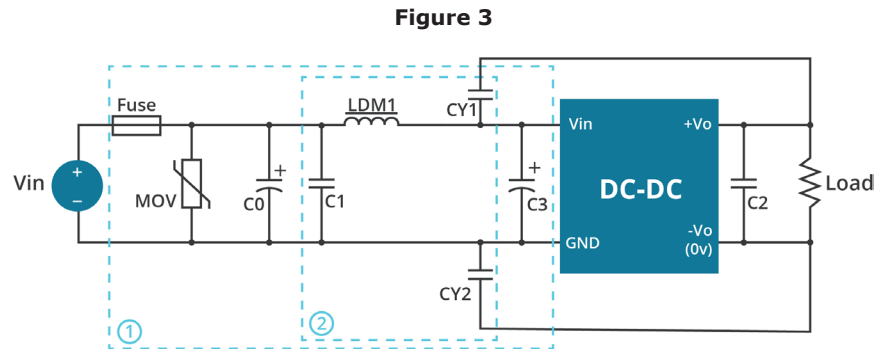 Figure 3
Fuse
LDM1
CY1
Vin
+Vo
+
+
+
Vin
MOV
C0
C1
C3
DC-DC
C2
Load
−
GND
-Vo
(0v)
CY2
1
2